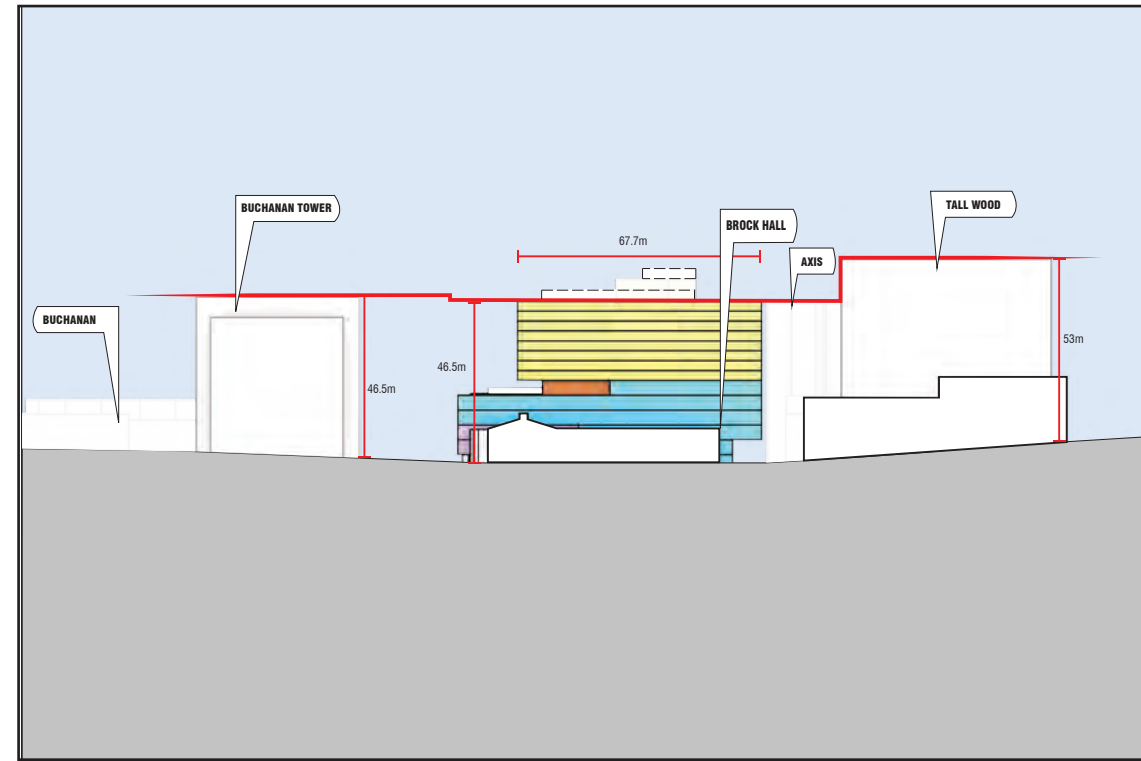 BUCHANAN TOWER
TALL WOOD
BROCK HALL
67.7m
AXIS
BUCHANAN
53m
46.5m
46.5m